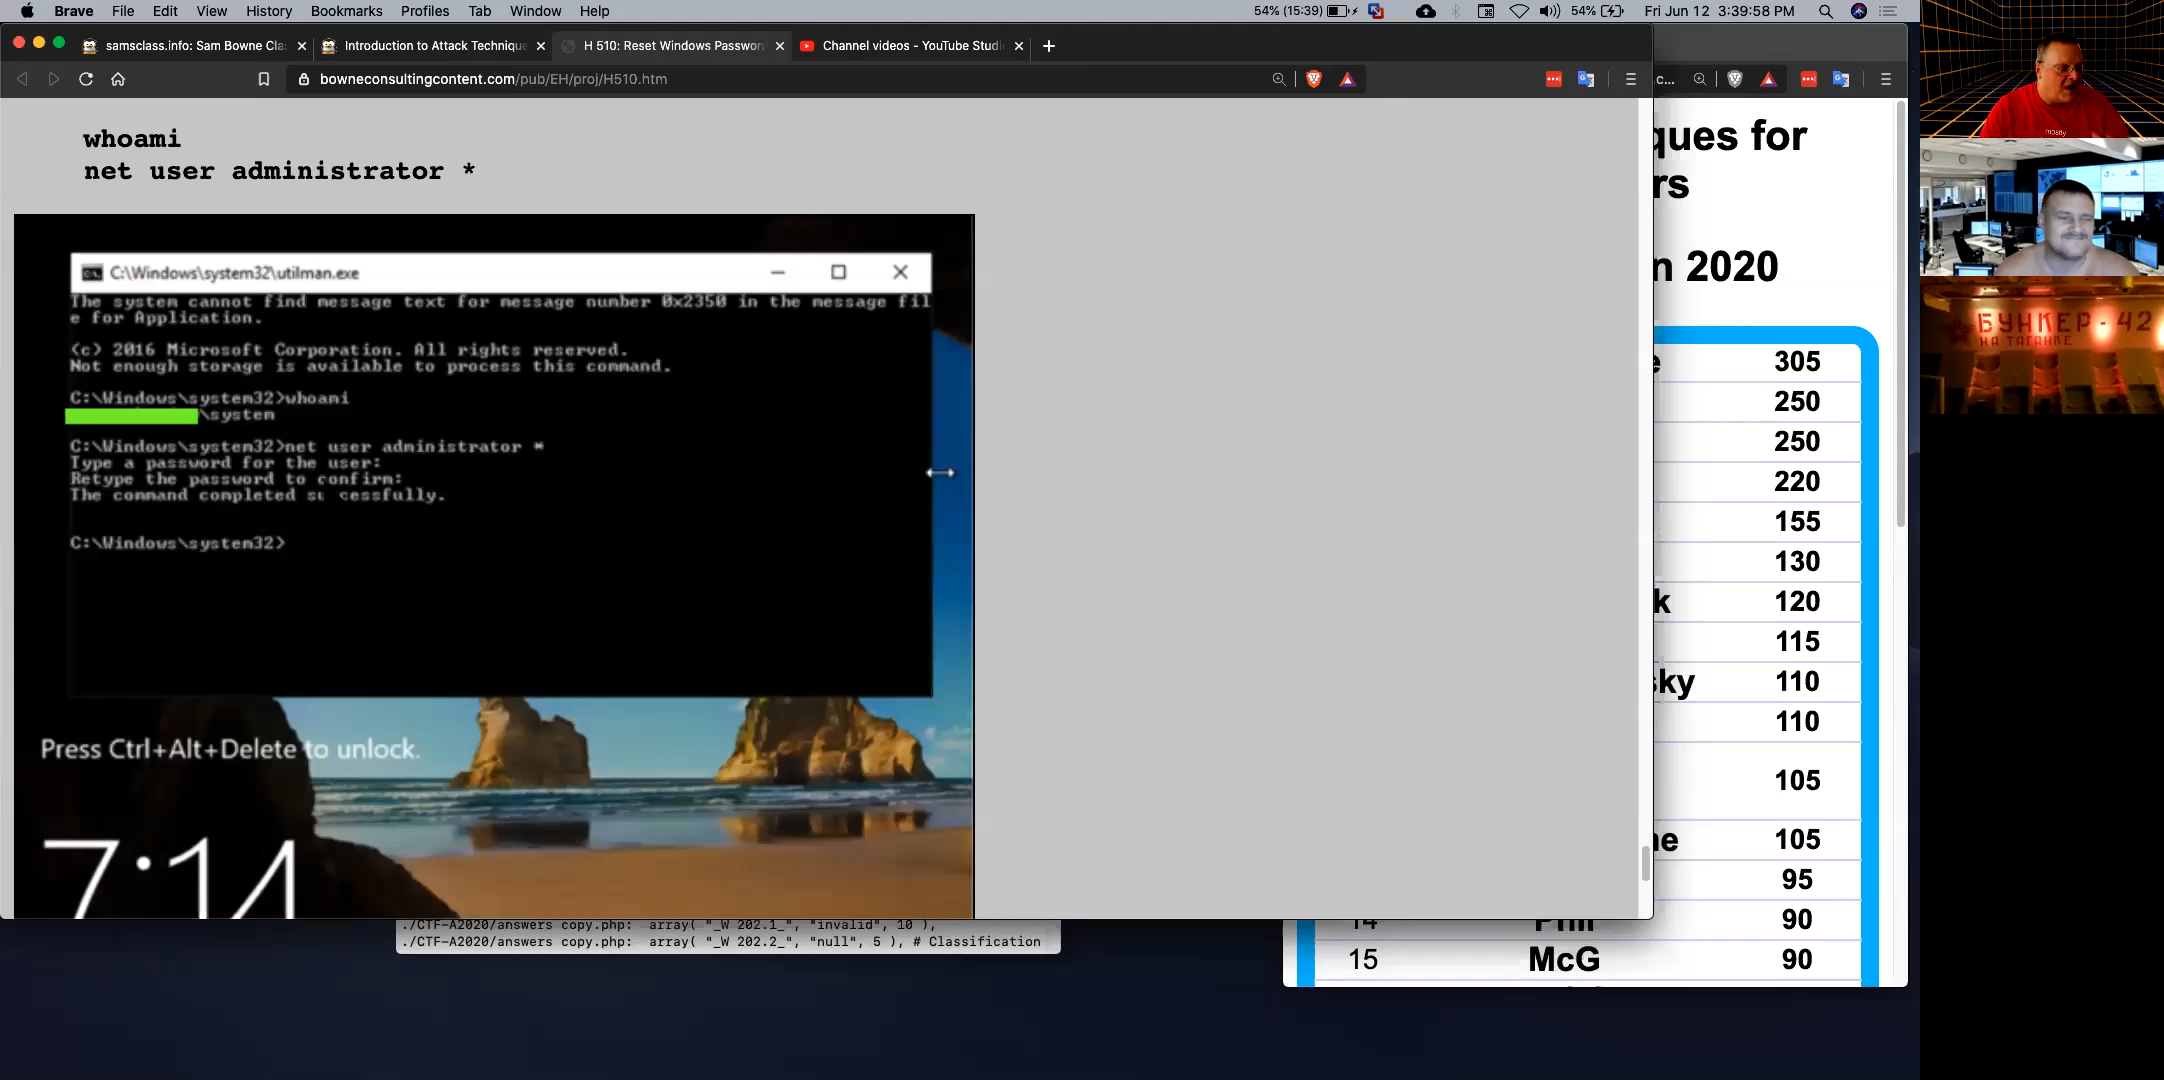 Brave File Edit View History Bookmarks Profiles Tab Window Help
54% (15:39) 54% Fri Jun 12 3:39:58 PM
samsclass.info: Sam Bowne Cla
Introduction to Attack Technique
H 510: Reset Windows Password
Channel videos - YouTube Studi
bowneconsultingcontent.com/pub/EH/proj/H510.htm
c...
whoami
net user administrator *
C:\Windows\system32\utilman.exe
The system cannot find message text for message number 0x2350 in the message fil
e for Application.
(c) 2016 Microsoft Corporation. All rights reserved.
Not enough storage is available to process this command.
C:\Windows\system32>whoami
\system
C:\Windows\system32>net user administrator *
Type a password for the user:
Retype the password to confirm:
The command completed su cessfully.
C:\Windows\system32>
Press Ctrl+Alt+Delete to unlock.
7:14
./CTF-A2020/answers copy.php: array( "_W 202.1_", "invalid", 10 ),
./CTF-A2020/answers copy.php: array( "_W 202.2_", "null", 5 ), # Classification
ques for
rs
n 2020
e 305
250
250
220
155
130
k 120
115
sky 110
110
105
ne 105
95
14 Phil 90
15 McG 90
mostly
БУНКЕР-42
НА ТАГАНКЕ